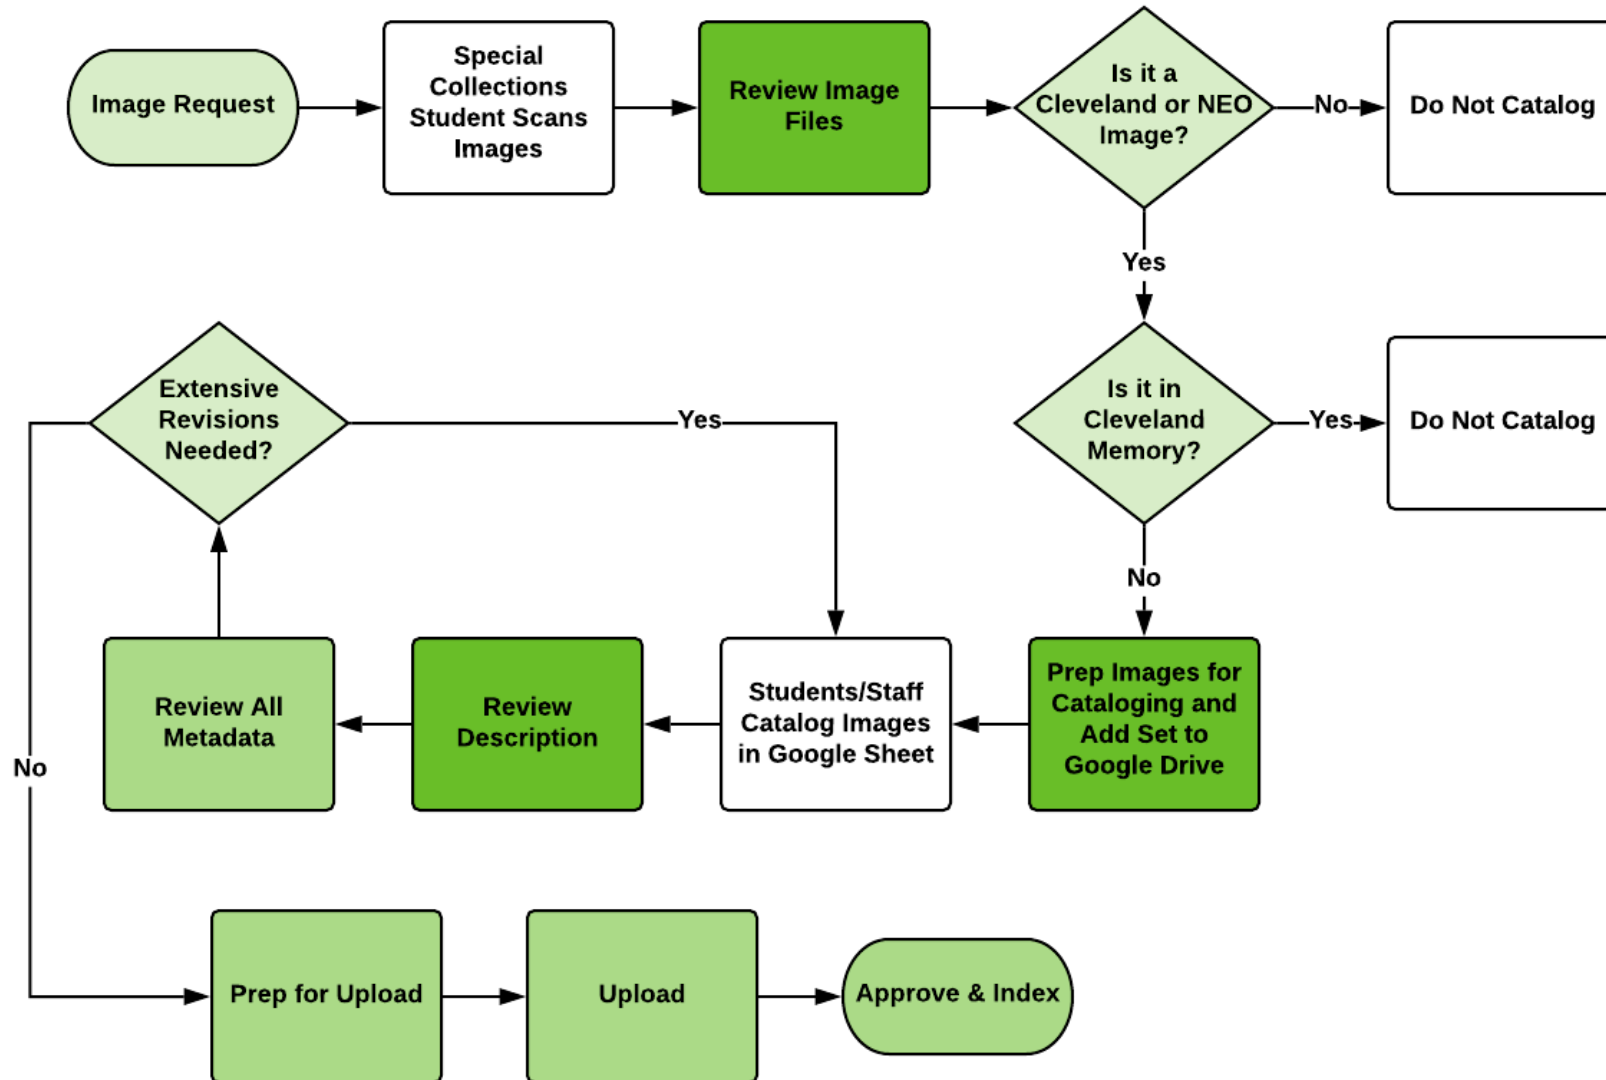 Image Request
Special
Collections
Student Scans
Images
Review Image
Files
Is it a
Cleveland or NEO
Image?
No
Do Not Catalog
Yes
Extensive
Revisions
Needed?
Yes
Is it in
Cleveland
Memory?
Yes
Do Not Catalog
No
Review All
Metadata
Review
Description
Students/Staff
Catalog Images
in Google Sheet
Prep Images for
Cataloging and
Add Set to
Google Drive
No
Prep for Upload
Upload
Approve & Index